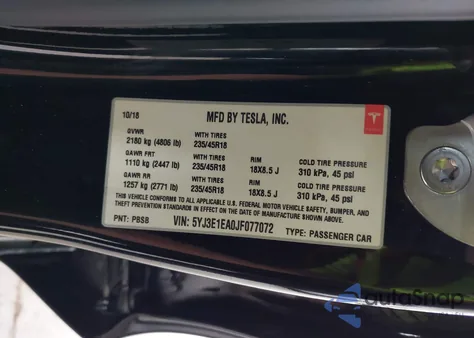 10/18
MFD BY TESLA, INC.
GVWR
2180 kg (4806 lb)
WITH TIRES
235/45R18
GAWR FRT
1110 kg (2447 lb)
WITH TIRES
235/45R18
RIM
18X8.5 J
COLD TIRE PRESSURE
310 kPa, 45 psi
GAWR RR
1257 kg (2771 lb)
WITH TIRES
235/45R18
RIM
18X8.5 J
COLD TIRE PRESSURE
310 kPa, 45 psi
THIS VEHICLE CONFORMS TO ALL APPLICABLE U.S. FEDERAL MOTOR VEHICLE SAFETY, BUMPER, AND
THEFT PREVENTION STANDARDS IN EFFECT ON THE DATE OF MANUFACTURE SHOWN ABOVE.
PNT: PBSB
VIN: 5YJ3E1EA0JF077072
TYPE: PASSENGER CAR
AutoSnap